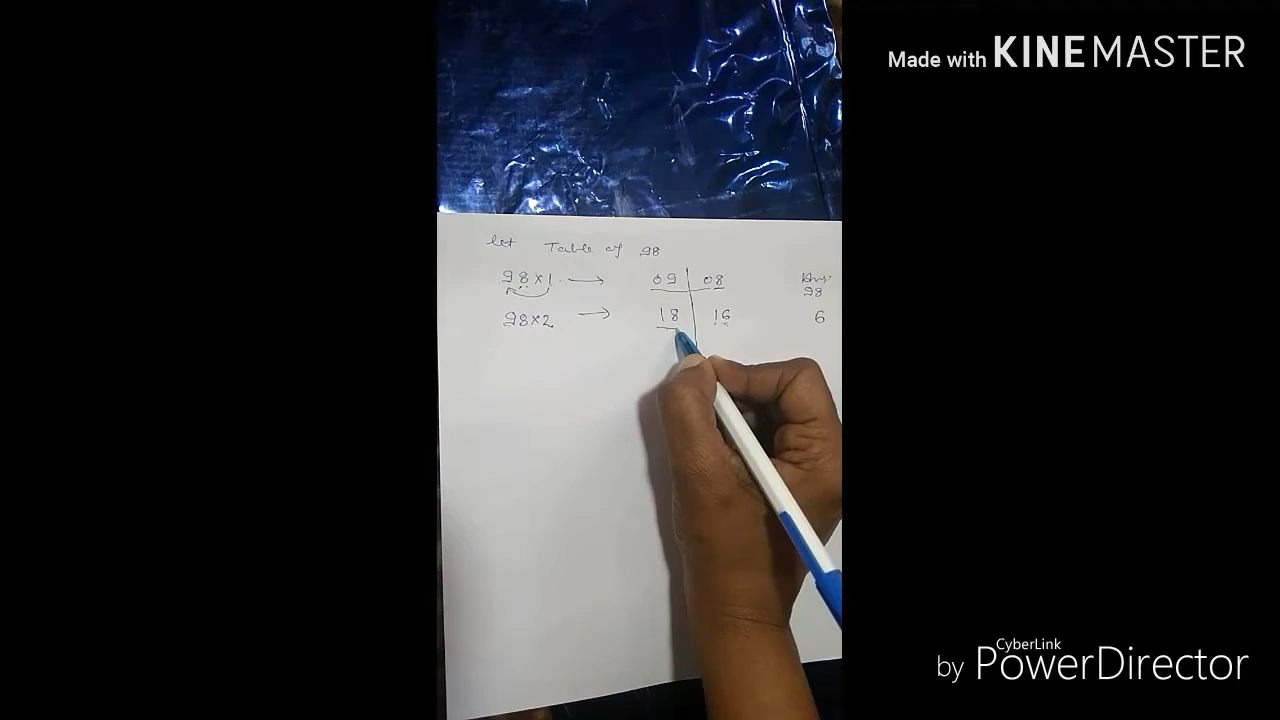 Made with KINEMASTER
let Table of 98
98×1 → 09 | 08 Ans.
98
98×2 → 18 | 16 6
CyberLink
by PowerDirector